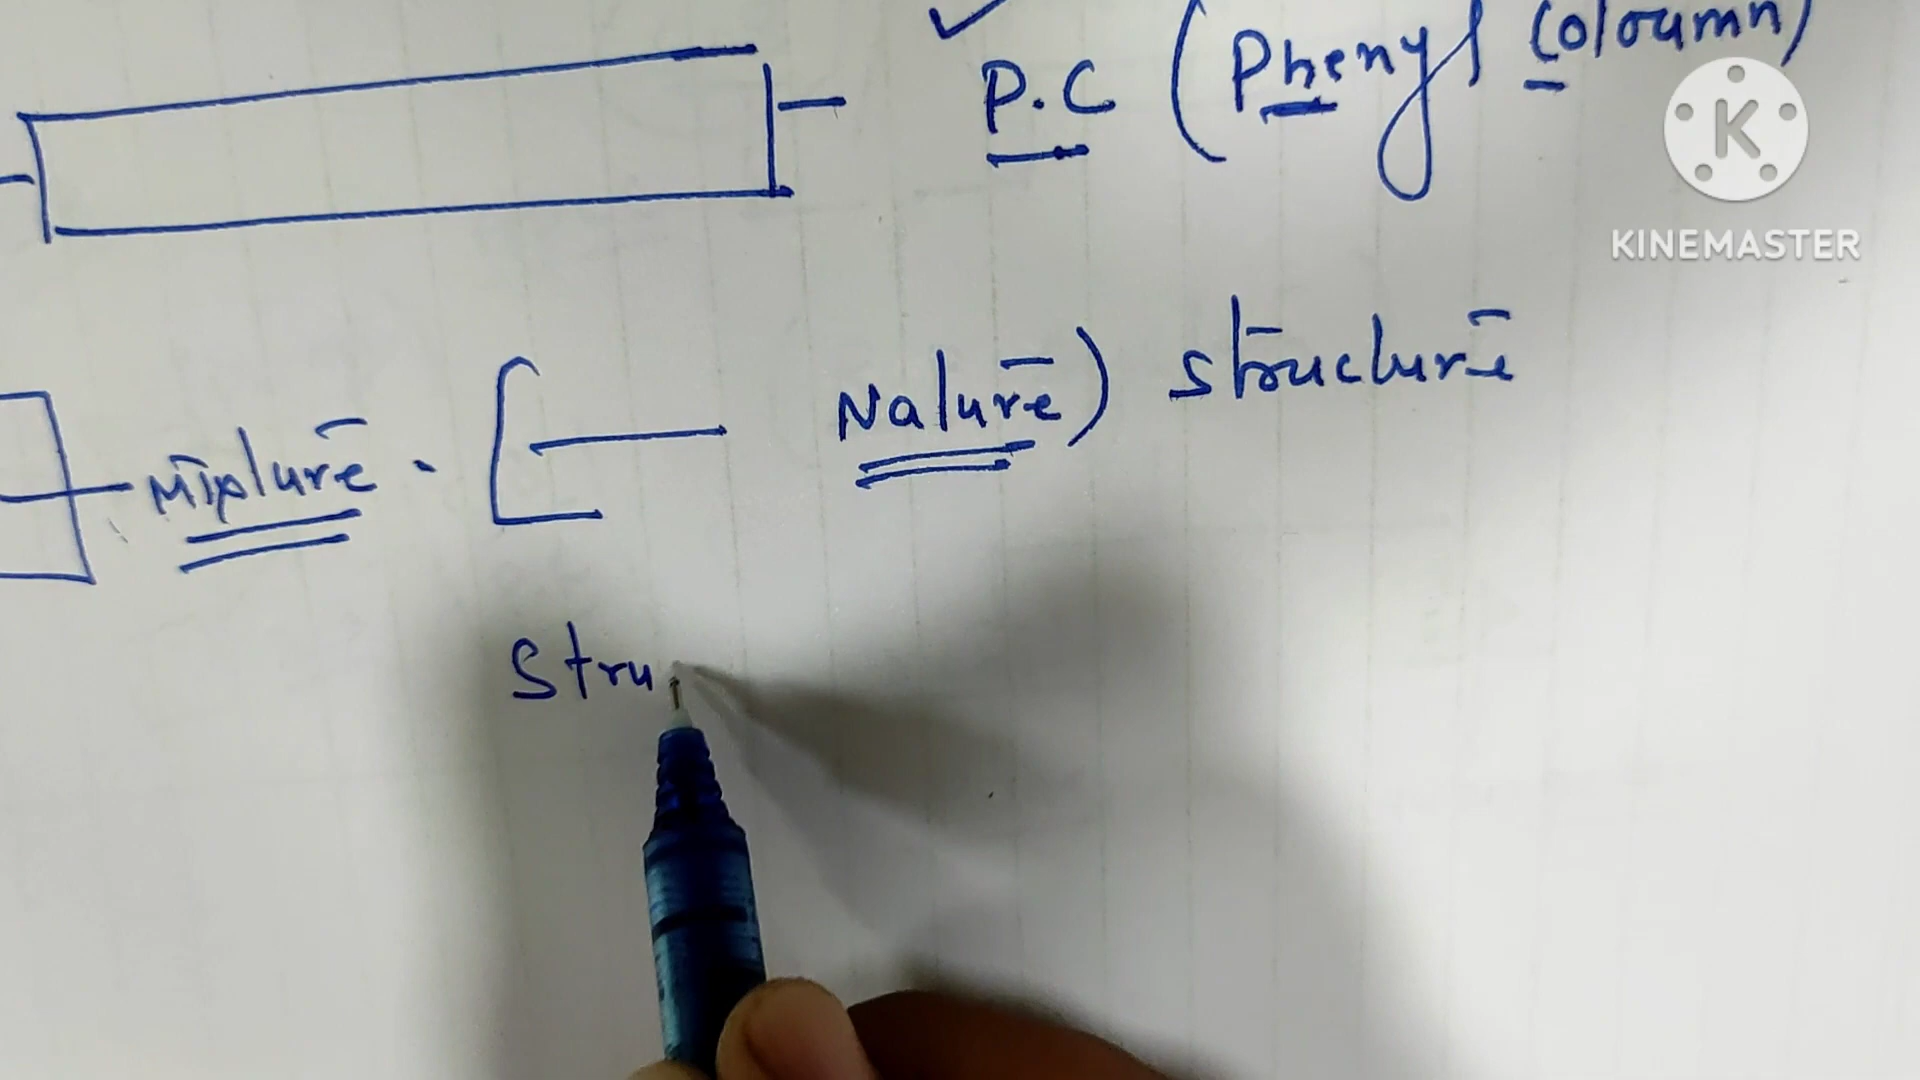 P.C (Phenyl Coloumn)
K
KINEMASTER
Mixture. [ — Nature) structure
Stru